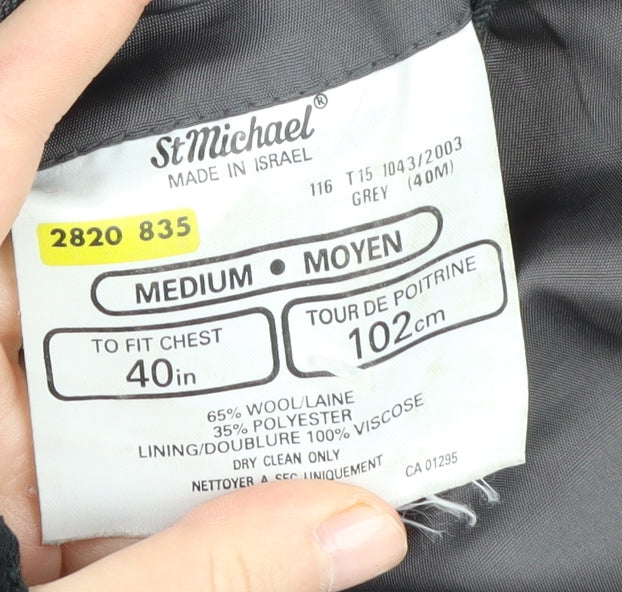 St Michael®
MADE IN ISRAEL
116 T15 1043/2003
GREY (40M)
2820 835
MEDIUM • MOYEN
TO FIT CHEST
40in
TOUR DE POITRINE
102cm
65% WOOL/LAINE
35% POLYESTER
LINING/DOUBLURE 100% VISCOSE
DRY CLEAN ONLY
NETTOYER A SEC UNIQUEMENT
CA 01295